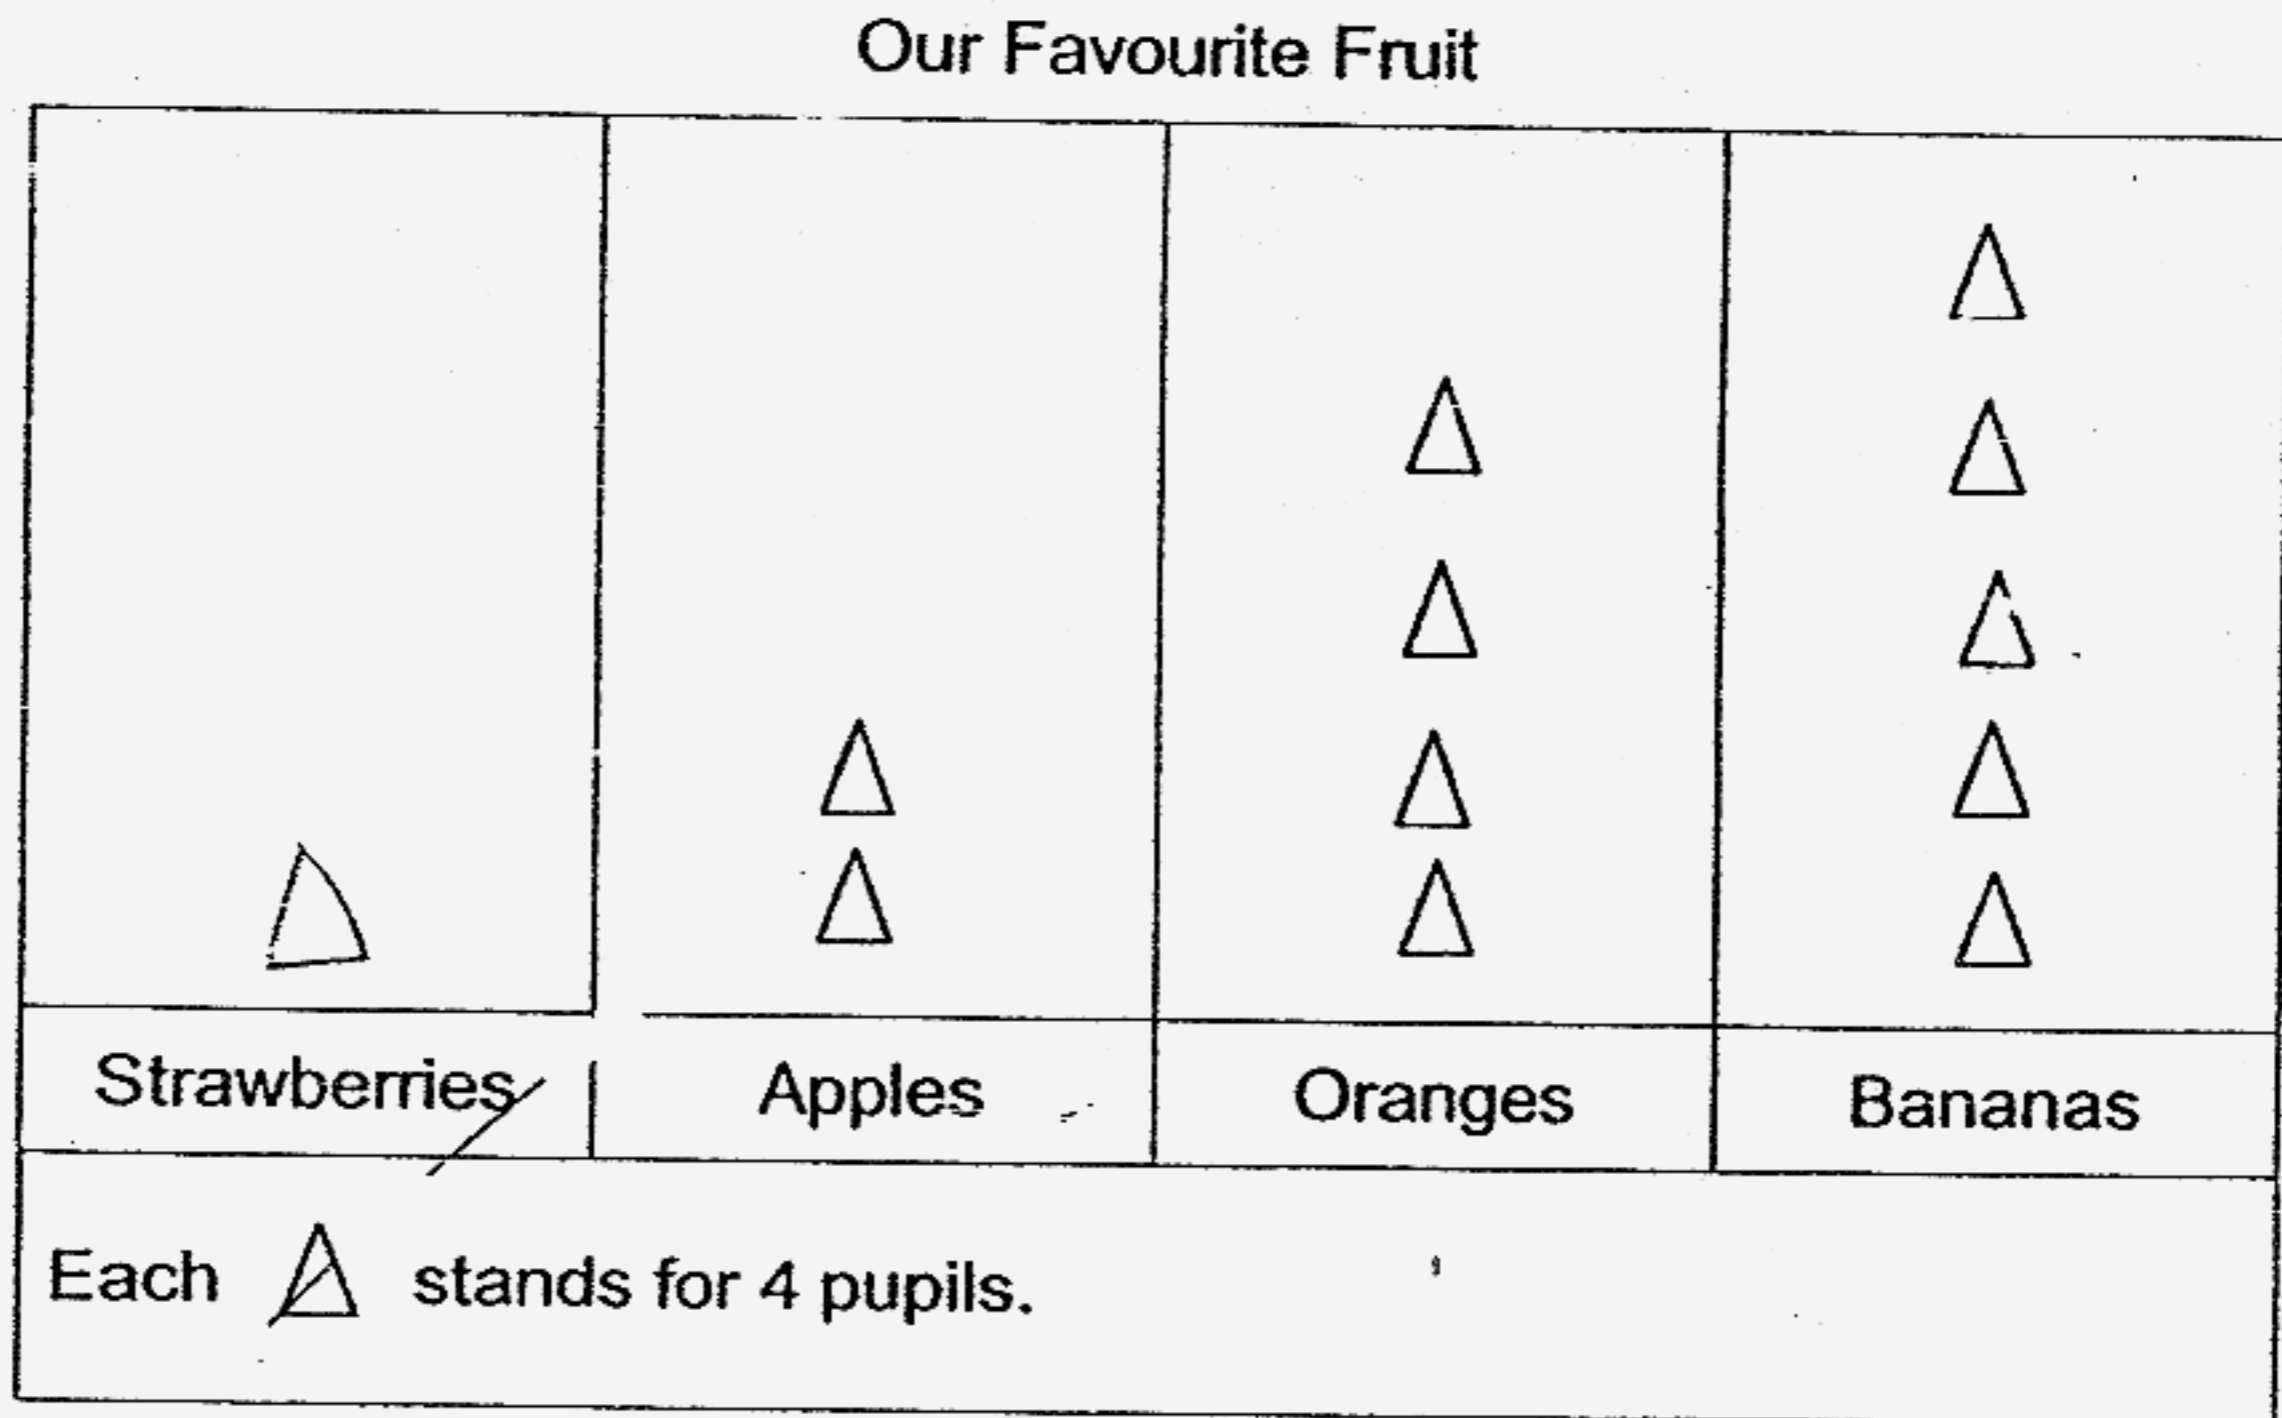 Our Favourite Fruit
Strawberries Apples Oranges Bananas
Each △ stands for 4 pupils.